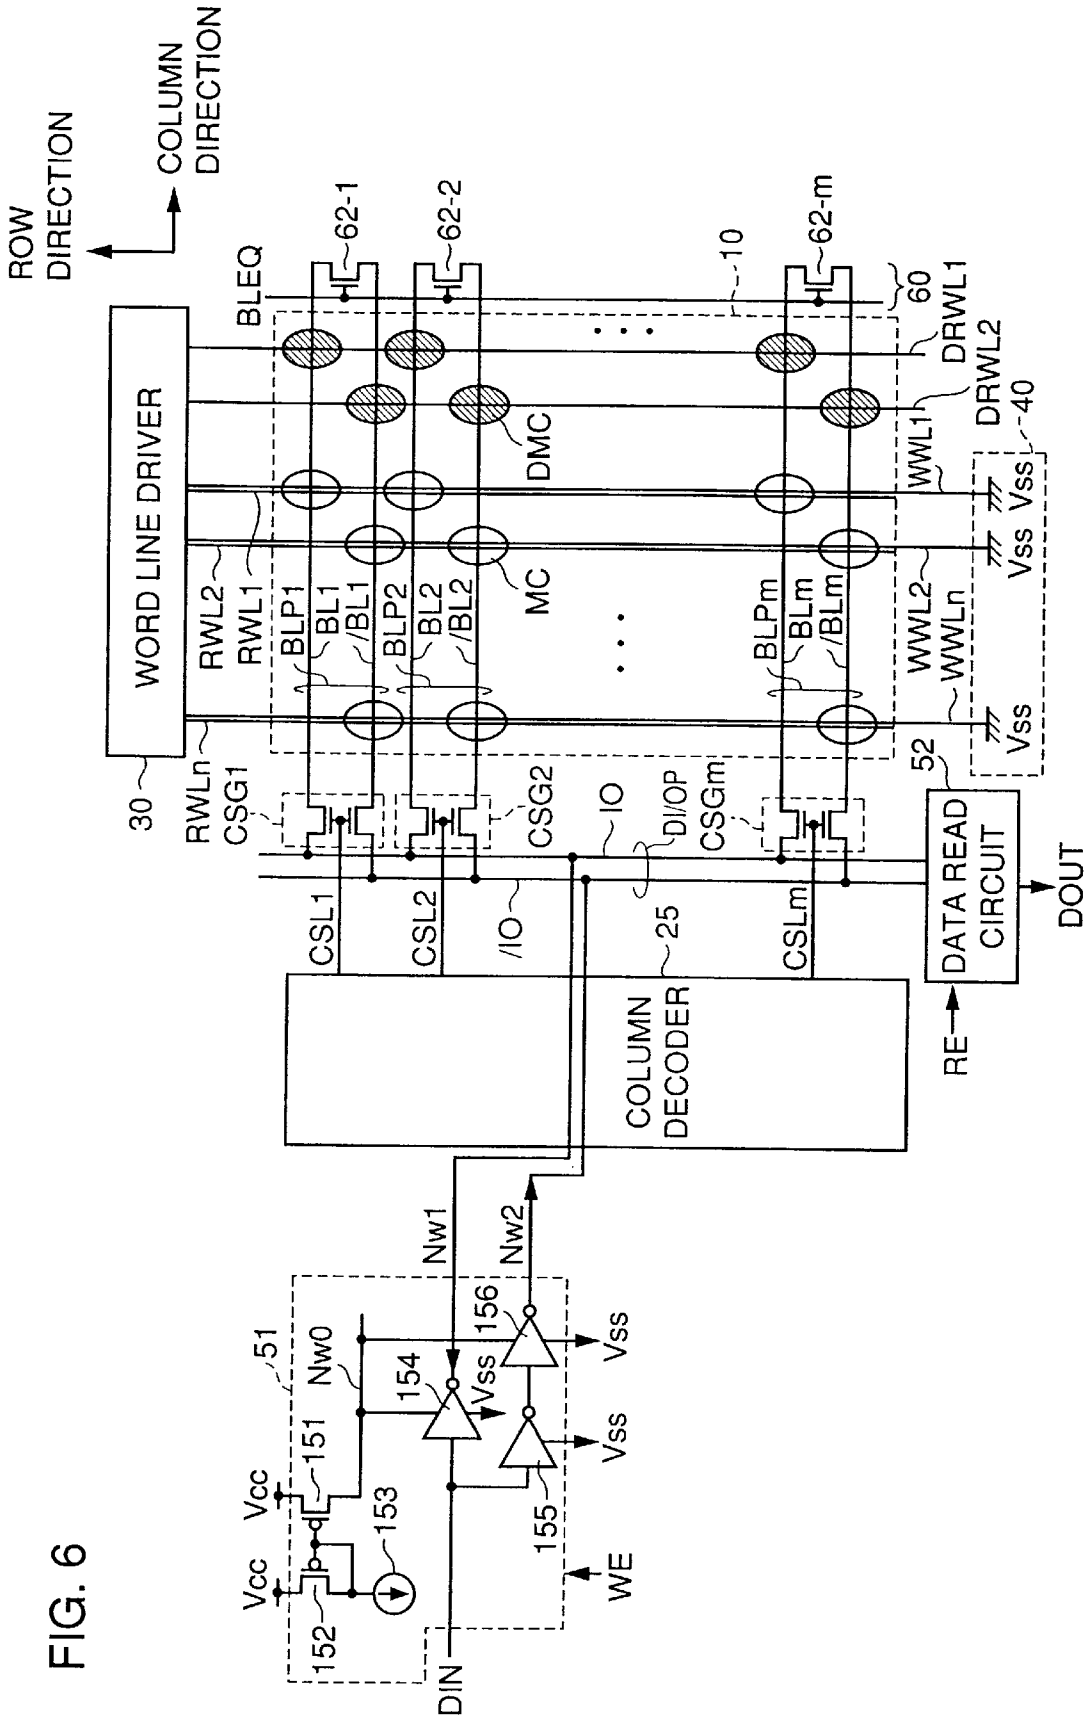 FIG. 6
ROW
DIRECTION
COLUMN
DIRECTION
WORD LINE DRIVER
30
BLEQ
62-1
62-2
62-m
60
10
DRWL1
DRWL2
40
WWL1
Vss
Vss
WWL2
WWLn
Vss
DMC
MC
RWL2
RWL1
RWLn
BLP1
BL1
/BL1
BLP2
BL2
/BL2
BLPm
BLm
/BLm
CSG1
CSG2
CSGm
IO
DI/OP
/IO
CSL1
CSL2
CSLm
52
DATA READ
CIRCUIT
DOUT
RE
25
COLUMN
DECODER
Nw1
Nw2
51
Nw0
Vcc
Vcc
151
152
153
154
155
156
Vss
Vss
Vss
DIN
WE